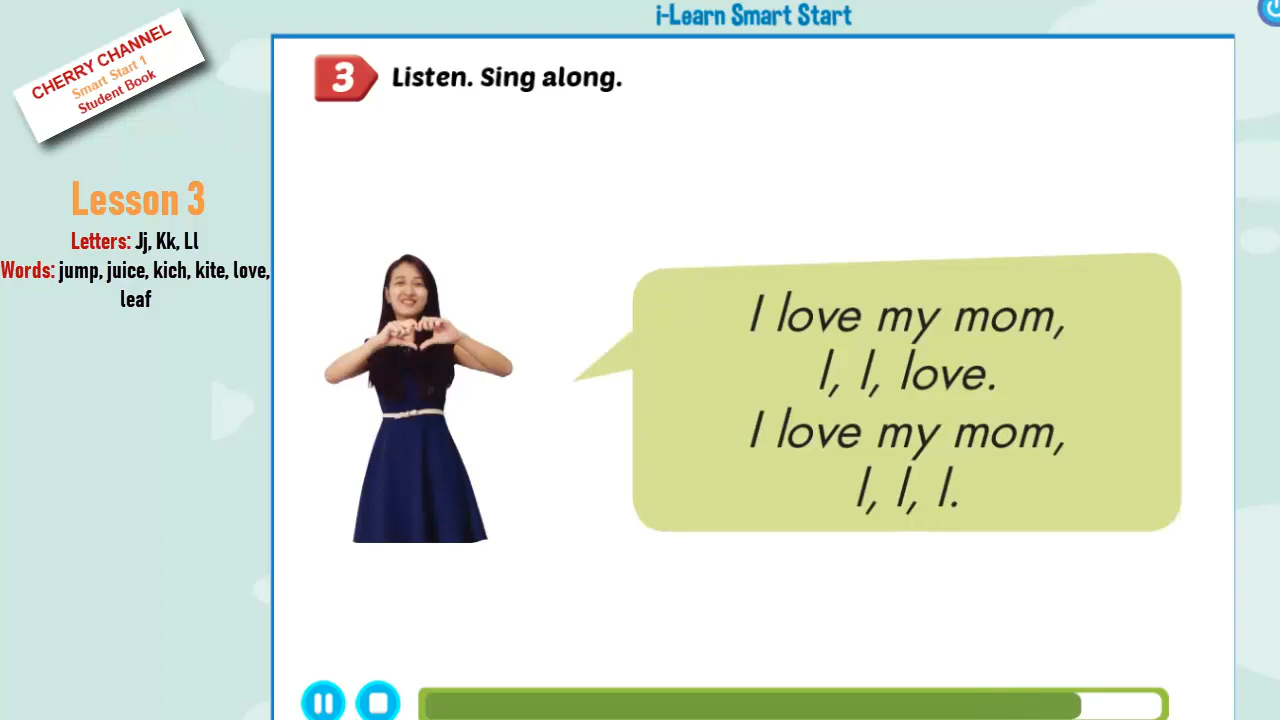 i-Learn Smart Start
CHERRY CHANNEL
Smart Start 1
Student Book
3 Listen. Sing along.
Lesson 3
Letters: Jj, Kk, Ll
Words: jump, juice, kich, kite, love,
leaf
I love my mom,
l, l, love.
I love my mom,
l, l, l.